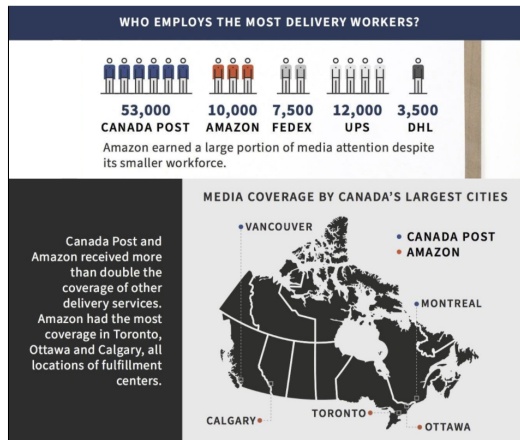 WHO EMPLOYS THE MOST DELIVERY WORKERS?
53,000 10,000 7,500 12,000 3,500
CANADA POST AMAZON FEDEX UPS DHL
Amazon earned a large portion of media attention despite
its smaller workforce.
Canada Post and
Amazon received more
than double the
coverage of other
delivery services.
Amazon had the most
coverage in Toronto,
Ottawa and Calgary, all
locations of fulfillment
centers.
MEDIA COVERAGE BY CANADA'S LARGEST CITIES
VANCOUVER
CANADA POST
AMAZON
MONTREAL
CALGARY
TORONTO
OTTAWA